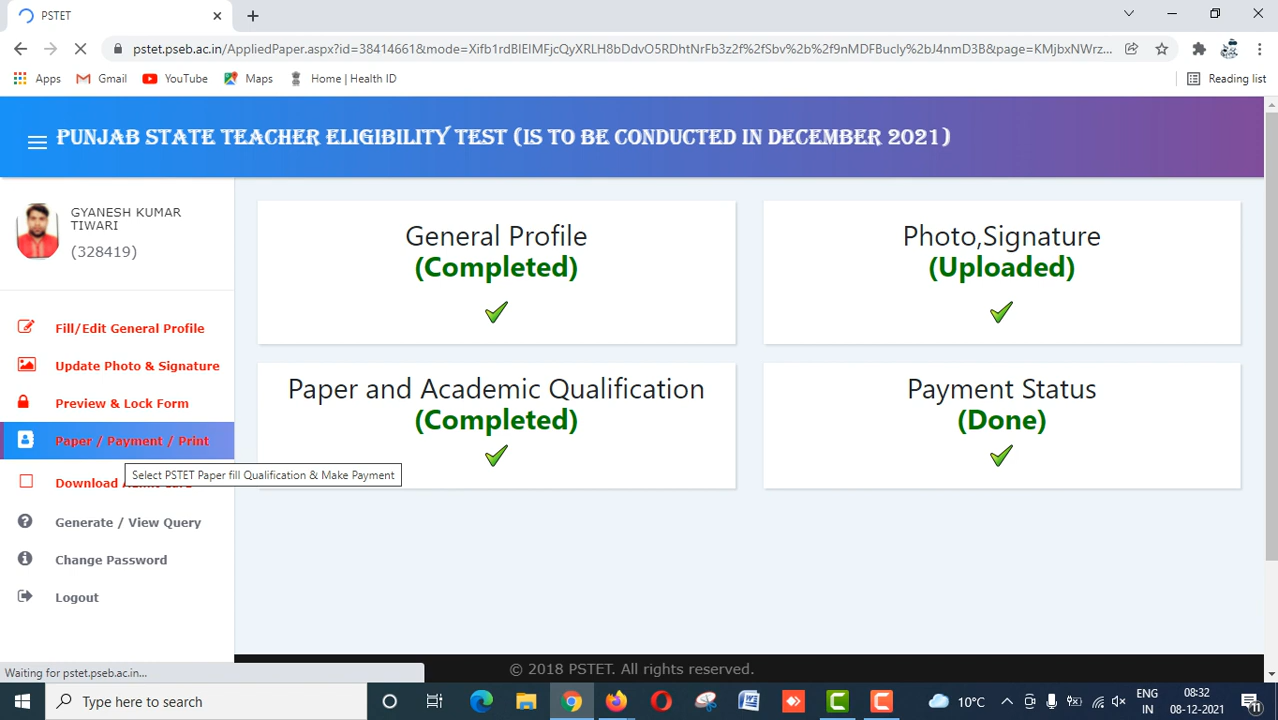 PSTET
pstet.pseb.ac.in/AppliedPaper.aspx?id=38414661&mode=Xifb1rdBlEIMFjcQyXRLH8bDdvO5RDhtNrFb3z2f%2fSbv%2b%2f9nMDFBucly%2bJ4nmD3B&page=KMjbxNWrz...
Apps Gmail YouTube Maps Home | Health ID Reading list
PUNJAB STATE TEACHER ELIGIBILITY TEST (IS TO BE CONDUCTED IN DECEMBER 2021)
GYANESH KUMAR
TIWARI
(328419)
General Profile
(Completed)
Photo,Signature
(Uploaded)
Fill/Edit General Profile
Update Photo & Signature
Preview & Lock Form
Paper / Payment / Print
Paper and Academic Qualification
(Completed)
Payment Status
(Done)
Select PSTET Paper fill Qualification & Make Payment
Download
Generate / View Query
Change Password
Logout
Waiting for pstet.pseb.ac.in...
© 2018 PSTET. All rights reserved.
Type here to search
10°C
ENG
IN
08:32
08-12-2021
11